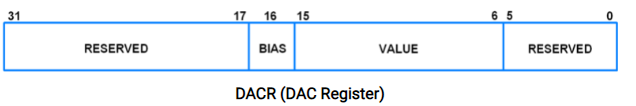 31 17 16 15 6 5 0
RESERVED BIAS VALUE RESERVED
DACR (DAC Register)